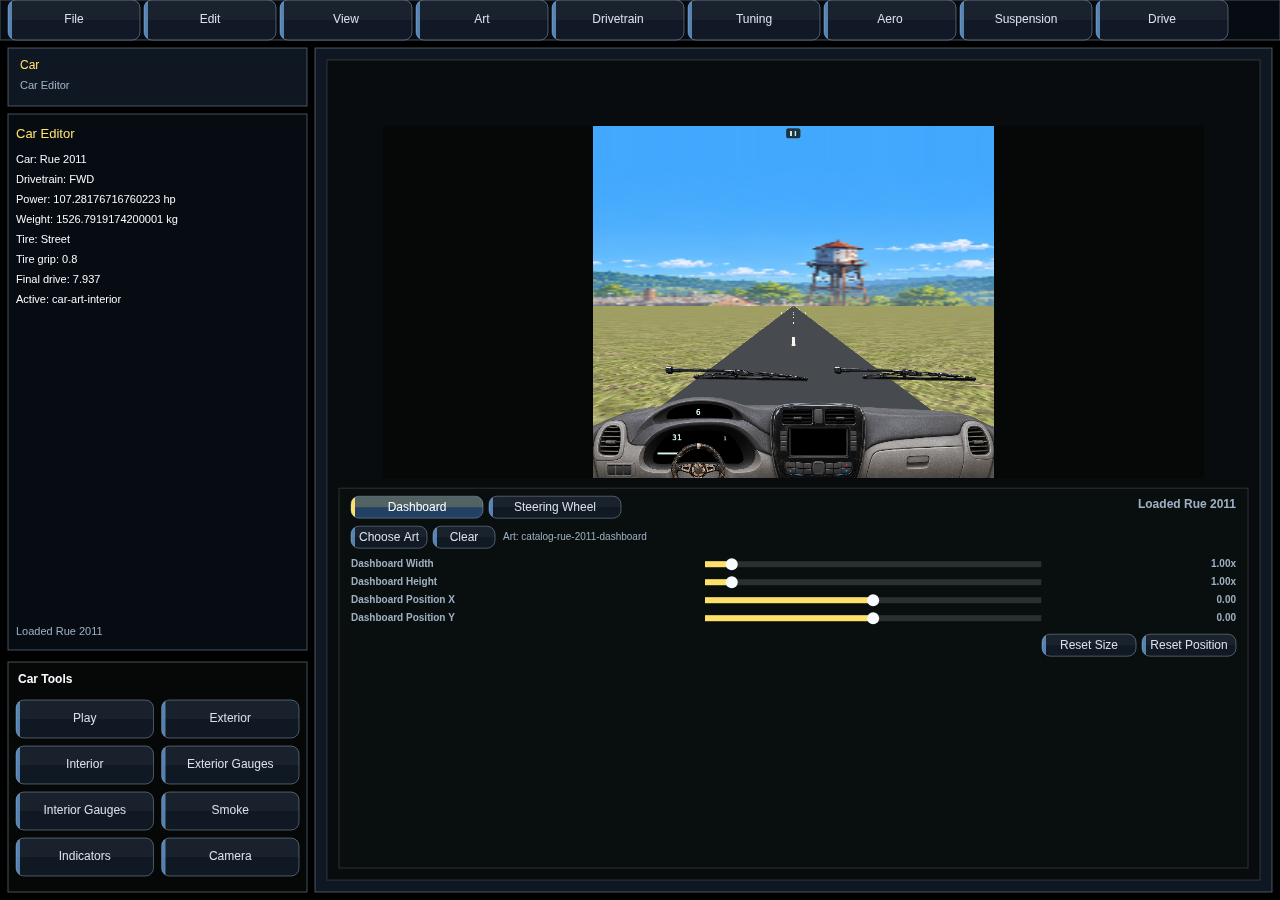 File Edit View Art Drivetrain Tuning Aero Suspension Drive
Car
Car Editor
Car Editor
Car: Rue 2011
Drivetrain: FWD
Power: 107.28176716760223 hp
Weight: 1526.7919174200001 kg
Tire: Street
Tire grip: 0.8
Final drive: 7.937
Active: car-art-interior
Loaded Rue 2011
Car Tools
Play Exterior
Interior Exterior Gauges
Interior Gauges Smoke
Indicators Camera
6
31 1
Dashboard Steering Wheel Loaded Rue 2011
Choose Art Clear Art: catalog-rue-2011-dashboard
Dashboard Width 1.00x
Dashboard Height 1.00x
Dashboard Position X 0.00
Dashboard Position Y 0.00
Reset Size Reset Position